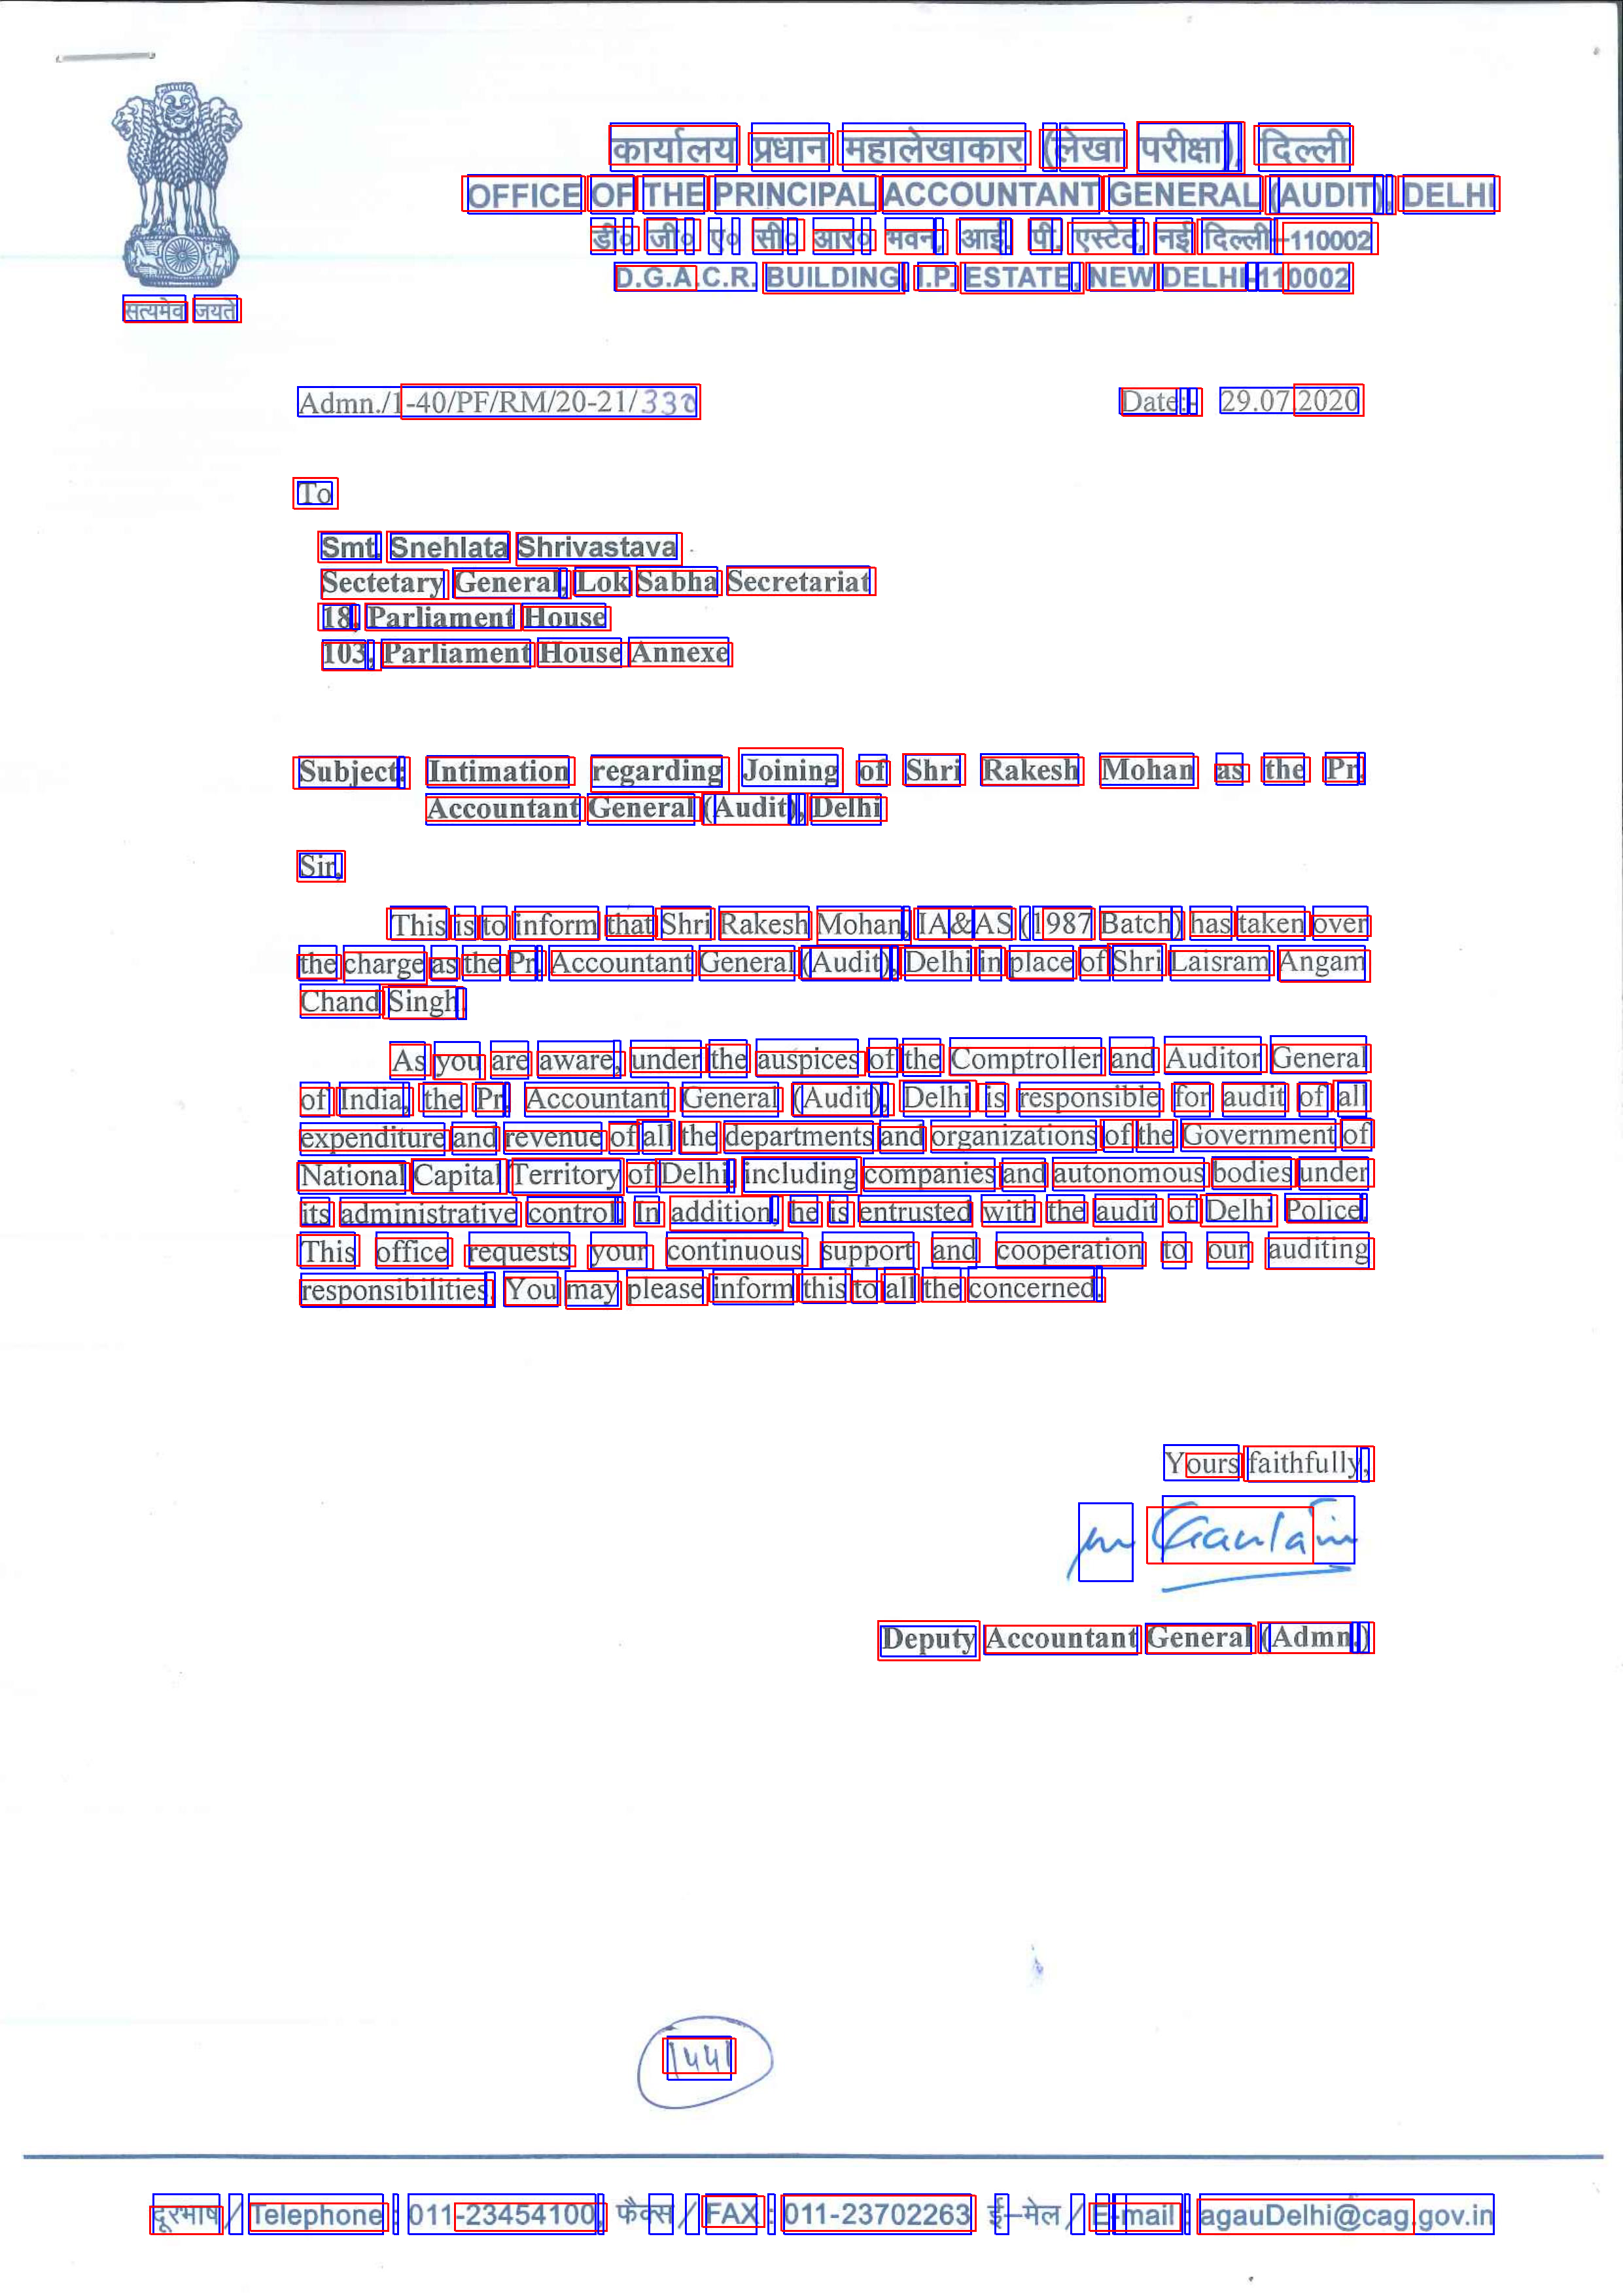 कार्यालय प्रधान महालेखाकार (लेखा परीक्षा), दिल्ली
OFFICE OF THE PRINCIPAL ACCOUNTANT GENERAL (AUDIT), DELHI
डी० जी० ए० सी० आर० भवन, आई. पी. एस्टेट, नई दिल्ली–110002
D.G.A.C.R. BUILDING, I.P. ESTATE, NEW DELHI-110002
सत्यमेव जयते
Admn./1-40/PF/RM/20-21/330 Date:- 29.07.2020
To
Smt. Snehlata Shrivastava
Sectetary General, Lok Sabha Secretariat
18, Parliament House
103, Parliament House Annexe
Subject: Intimation regarding Joining of Shri Rakesh Mohan as the Pr.
Accountant General (Audit), Delhi
Sir,
This is to inform that Shri Rakesh Mohan, IA&AS (1987 Batch) has taken over
the charge as the Pr. Accountant General (Audit), Delhi in place of Shri Laisram Angam
Chand Singh.
As you are aware, under the auspices of the Comptroller and Auditor General
of India, the Pr. Accountant General (Audit), Delhi is responsible for audit of all
expenditure and revenue of all the departments and organizations of the Government of
National Capital Territory of Delhi, including companies and autonomous bodies under
its administrative control. In addition, he is entrusted with the audit of Delhi Police.
This office requests your continuous support and cooperation to our auditing
responsibilities. You may please inform this to all the concerned.
Yours faithfully,
Deputy Accountant General (Admn.)
1441
दूरभाष / Telephone : 011-23454100, फैक्स / FAX : 011-23702263 ई–मेल / E-mail : agauDelhi@cag.gov.in